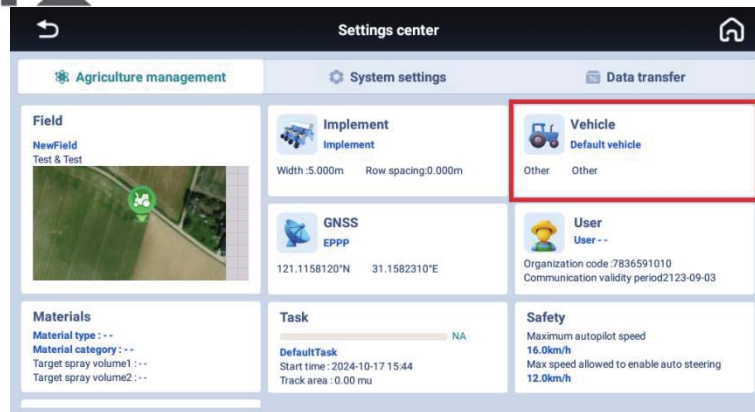 Settings center
Agriculture management
System settings
Data transfer
Field
NewField
Test & Test
Implement
Implement
Width :5.000m Row spacing:0.000m
Vehicle
Default vehicle
Other Other
GNSS
EPPP
121.1158120°N 31.1582310°E
User
User - -
Organization code :7836591010
Communication validity period2123-09-03
Materials
Material type : - -
Material category : - -
Target spray volume1 : - -
Target spray volume2 : - -
Task
NA
DefaultTask
Start time : 2024-10-17 15:44
Track area : 0.00 mu
Safety
Maximum autopilot speed
16.0km/h
Max speed allowed to enable auto steering
12.0km/h